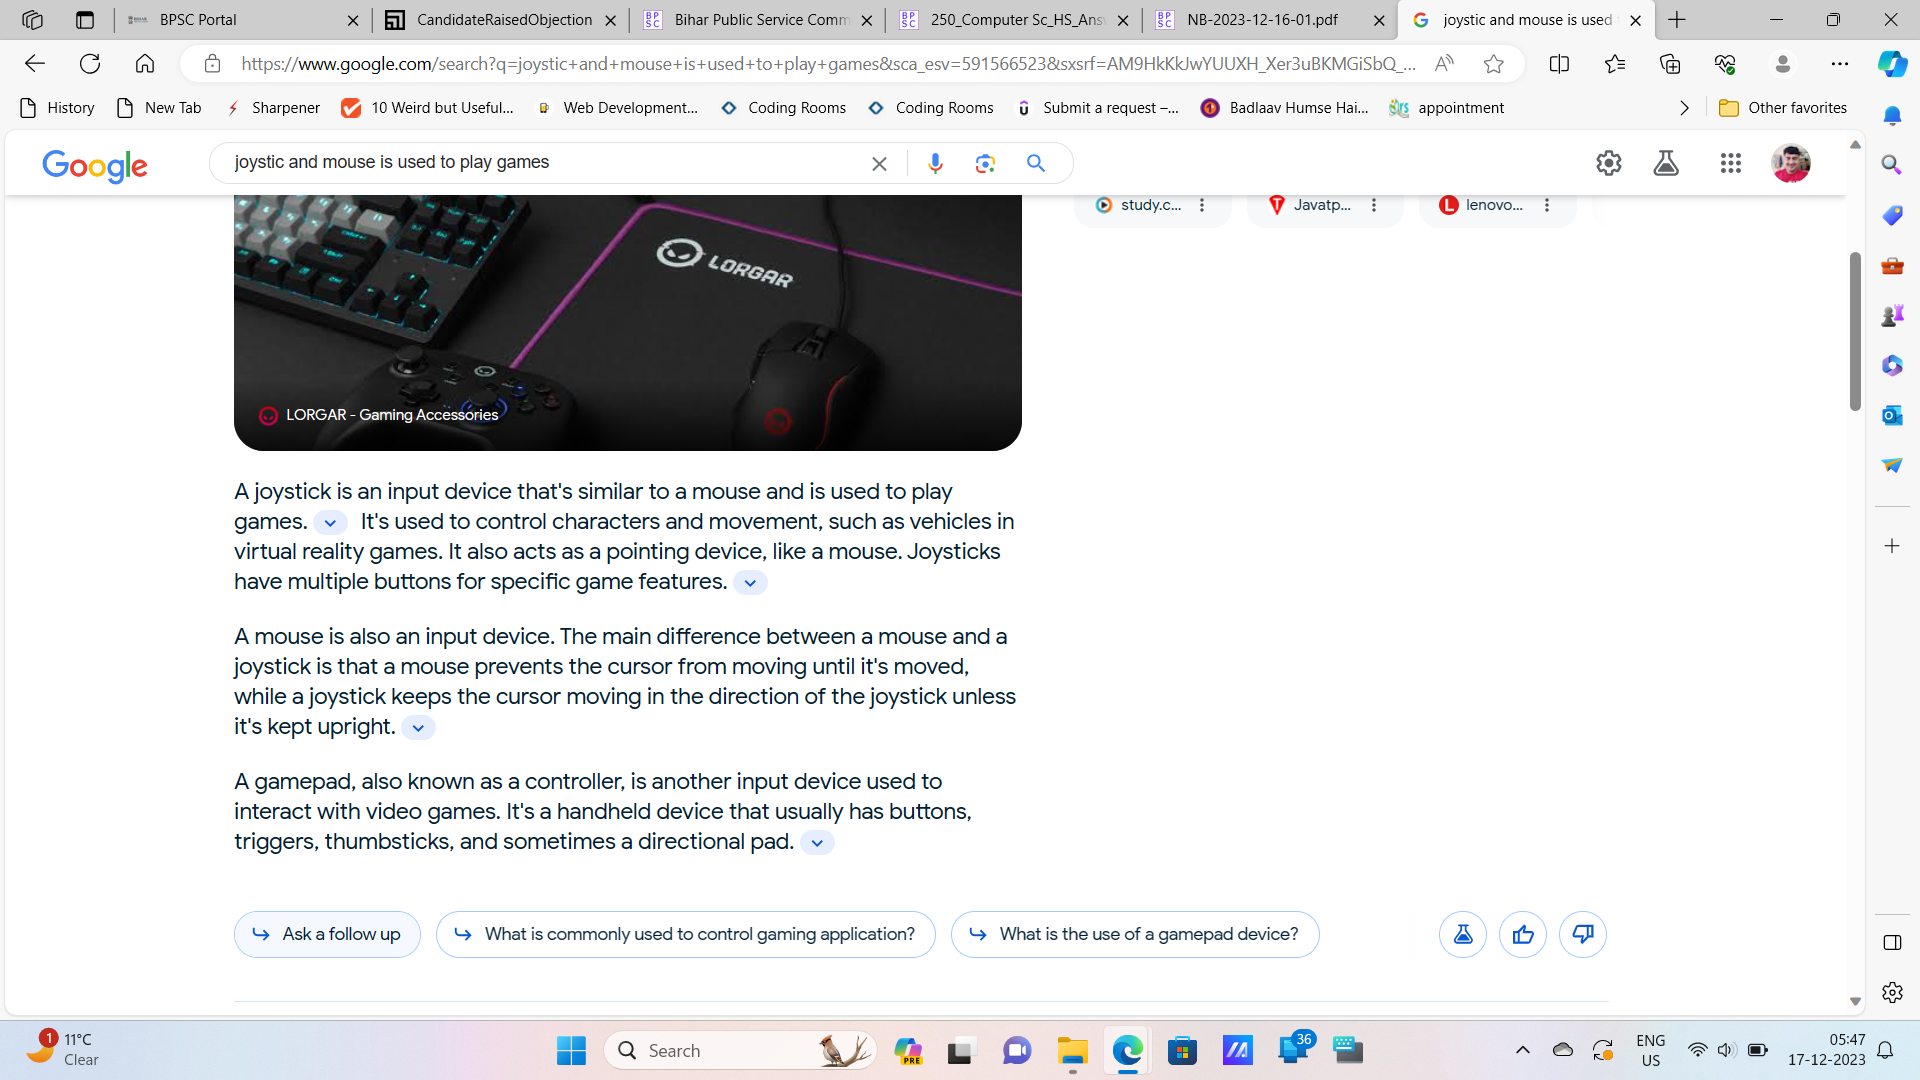 BPSC Portal
CandidateRaisedObjection
Bihar Public Service Comm
250_Computer Sc_HS_Ans
NB-2023-12-16-01.pdf
joystic and mouse is used
https://www.google.com/search?q=joystic+and+mouse+is+used+to+play+games&sca_esv=591566523&sxsrf=AM9HkKkJwYUUXH_Xer3uBKMGiSbQ_...
History
New Tab
Sharpener
10 Weird but Useful...
Web Development...
Coding Rooms
Coding Rooms
Submit a request –...
Badlaav Humse Hai...
appointment
Other favorites
Google
joystic and mouse is used to play games
study.c...
Javatp...
lenovo...
LORGAR
LORGAR - Gaming Accessories
A joystick is an input device that's similar to a mouse and is used to play
games. It's used to control characters and movement, such as vehicles in
virtual reality games. It also acts as a pointing device, like a mouse. Joysticks
have multiple buttons for specific game features.
A mouse is also an input device. The main difference between a mouse and a
joystick is that a mouse prevents the cursor from moving until it's moved,
while a joystick keeps the cursor moving in the direction of the joystick unless
it's kept upright.
A gamepad, also known as a controller, is another input device used to
interact with video games. It's a handheld device that usually has buttons,
triggers, thumbsticks, and sometimes a directional pad.
Ask a follow up
What is commonly used to control gaming application?
What is the use of a gamepad device?
1
11°C
Clear
Search
PRE
36
ENG
US
05:47
17-12-2023